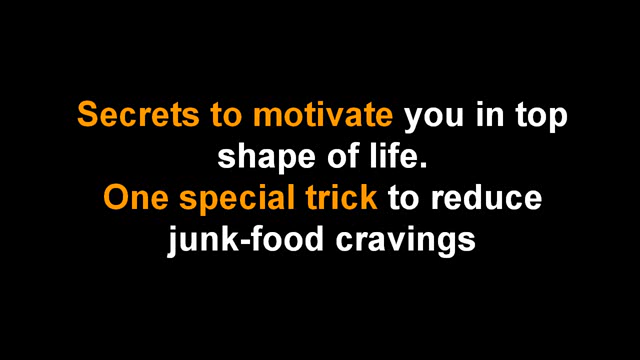 Secrets to motivate you in top
shape of life.
One special trick to reduce
junk-food cravings